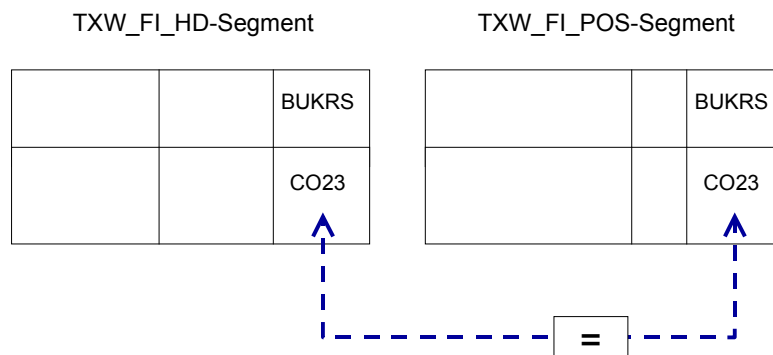 TXW_FI_HD-Segment TXW_FI_POS-Segment
BUKRS BUKRS
CO23 CO23
=